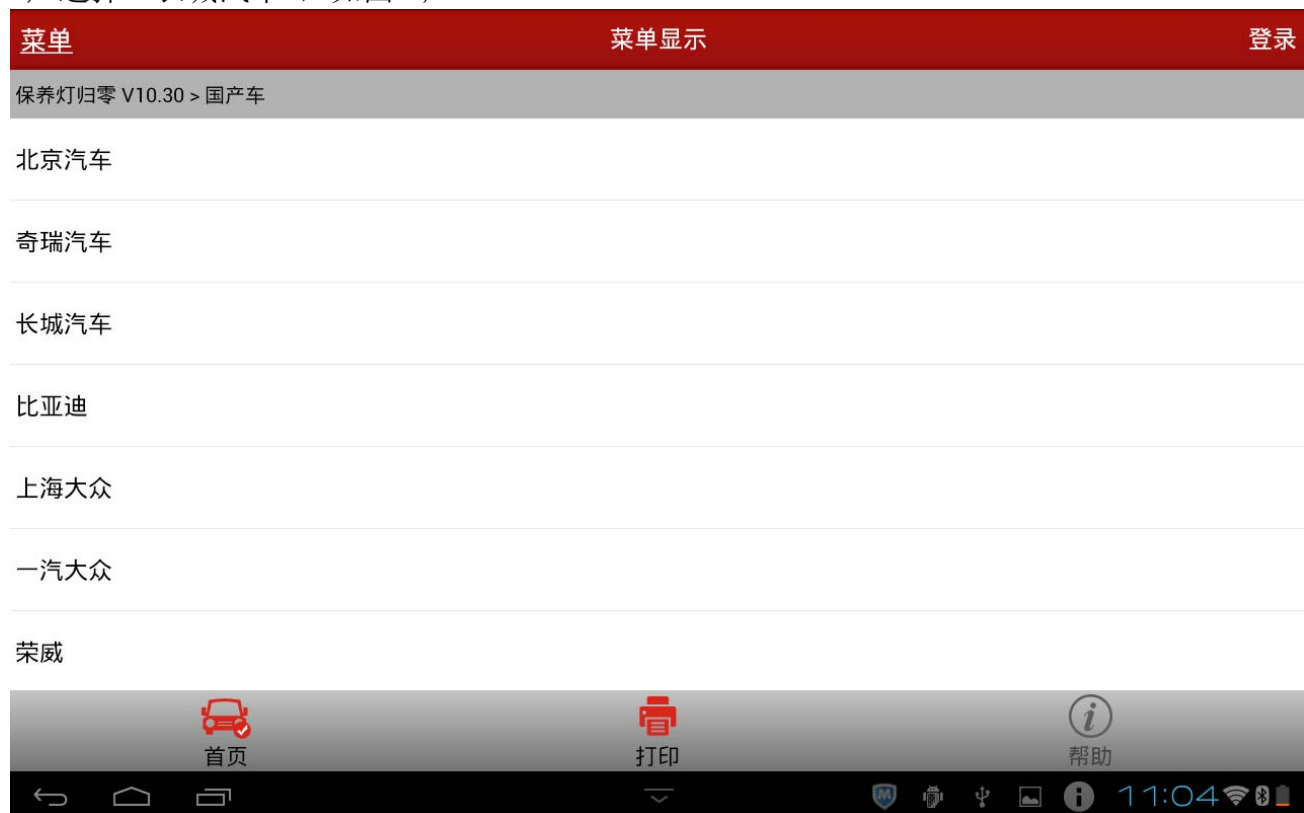 菜单 菜单显示 登录
保养灯归零 V10.30 > 国产车
北京汽车
奇瑞汽车
长城汽车
比亚迪
上海大众
一汽大众
荣威
首页 打印 帮助
11:04